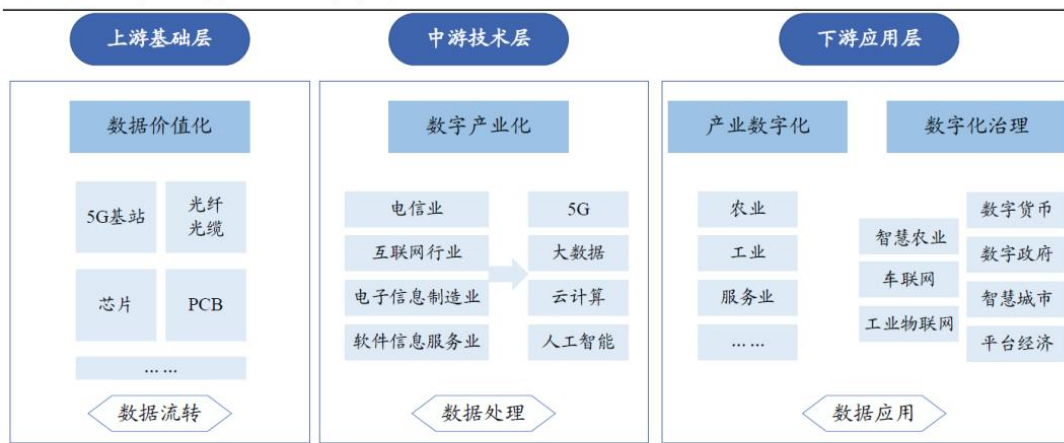 上游基础层
中游技术层
下游应用层
数据价值化
5G基站
光纤
光缆
芯片
PCB
……
数据流转
数字产业化
电信业
5G
互联网行业
大数据
电子信息制造业
云计算
软件信息服务业
人工智能
数据处理
产业数字化
数字化治理
农业
工业
服务业
……
智慧农业
车联网
工业物联网
数字货币
数字政府
智慧城市
平台经济
数据应用